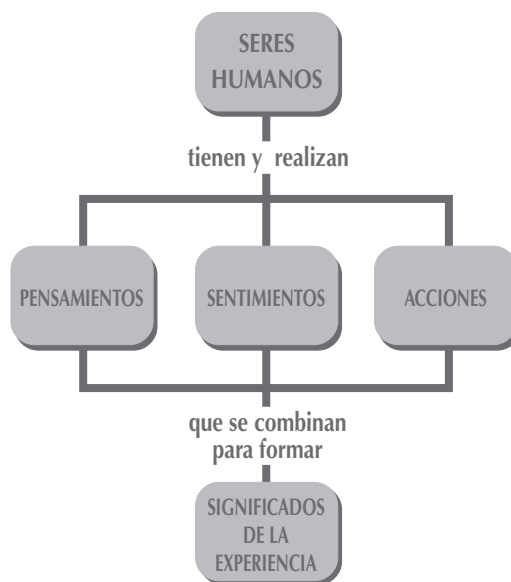 SERES
HUMANOS
tienen y realizan
PENSAMIENTOS
SENTIMIENTOS
ACCIONES
que se combinan
para formar
SIGNIFICADOS
DE LA
EXPERIENCIA